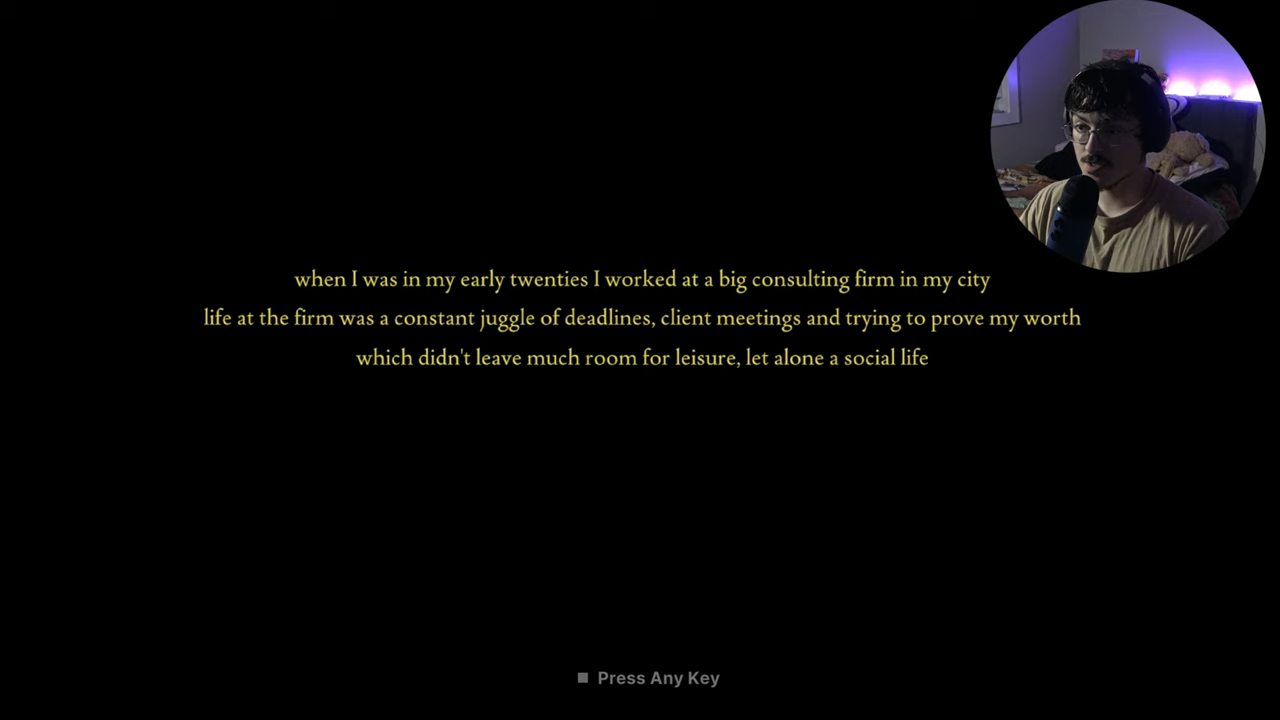 when I was in my early twenties I worked at a big consulting firm in my city
life at the firm was a constant juggle of deadlines, client meetings and trying to prove my worth
which didn't leave much room for leisure, let alone a social life
Press Any Key